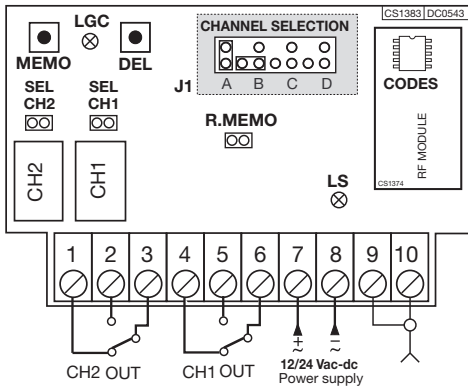 CS1383 DC0543
LGC
CHANNEL SELECTION
MEMO
DEL
J1
A B C D
CODES
SEL
CH2
SEL
CH1
R.MEMO
CH2
CH1
LS
RF MODULE
CS1374
1 2 3 4 5 6 7 8 9 10
+
~
–
~
CH2 OUT
CH1 OUT
12/24 Vac-dc
Power supply